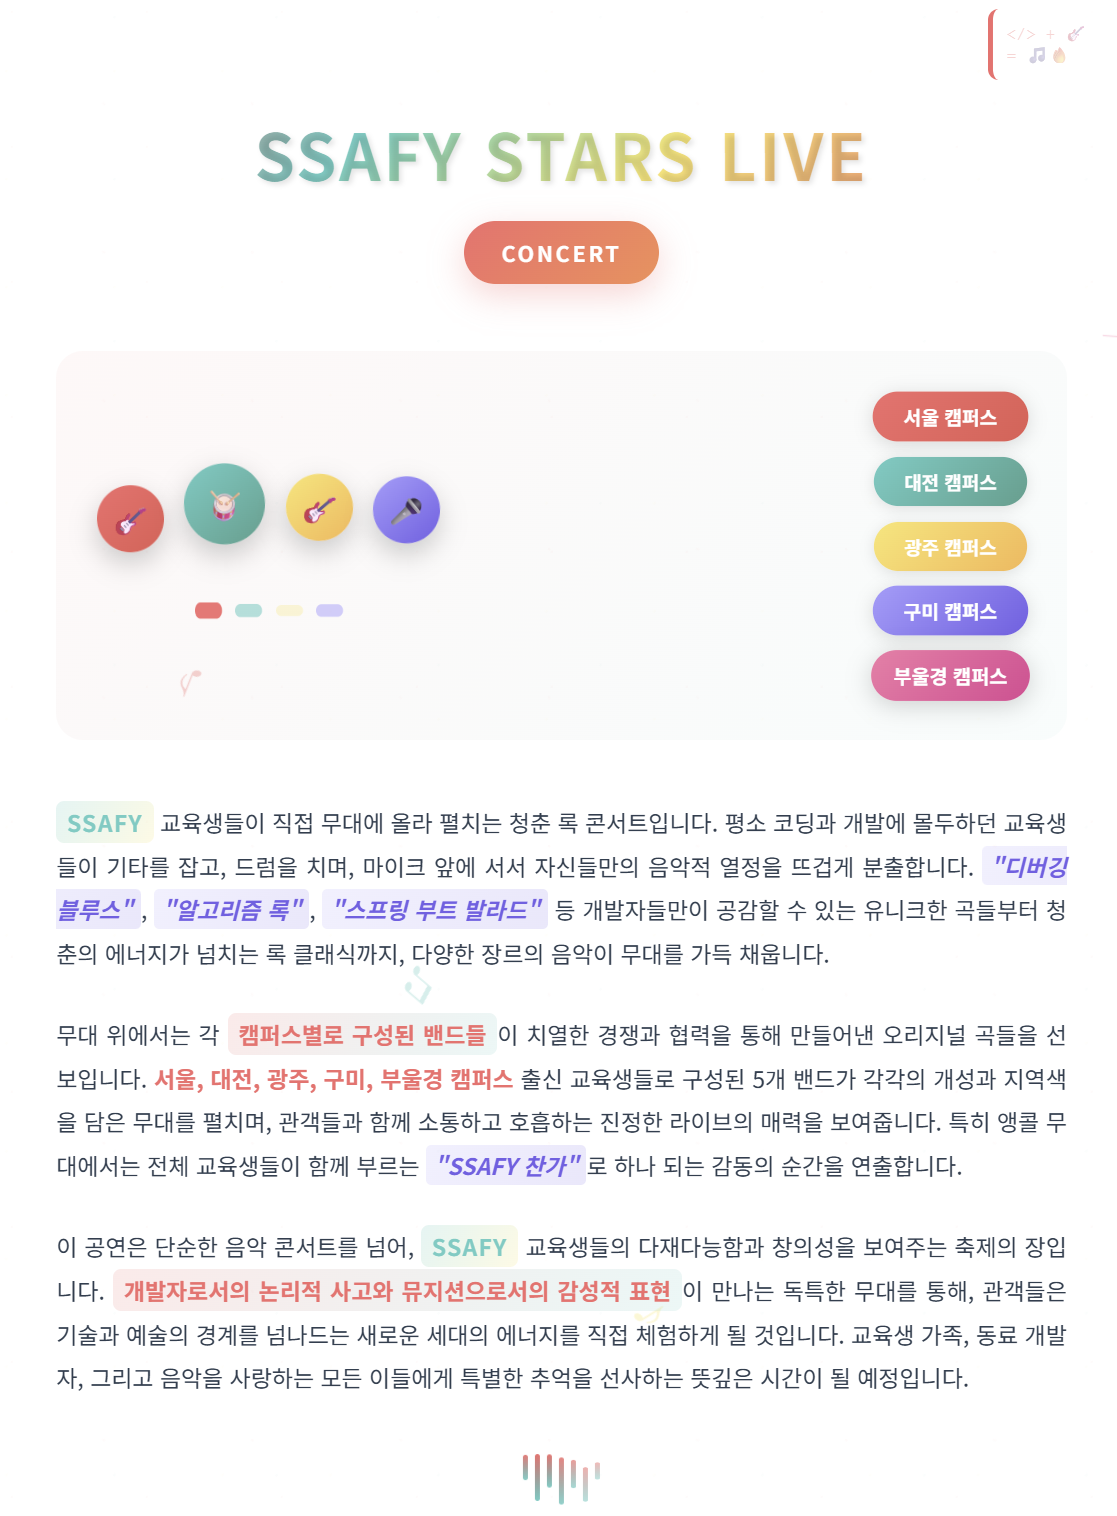 </> + 🎸
= 🎵🔥
SSAFY STARS LIVE
CONCERT
서울 캠퍼스
대전 캠퍼스
광주 캠퍼스
구미 캠퍼스
부울경 캠퍼스
SSAFY 교육생들이 직접 무대에 올라 펼치는 청춘 록 콘서트입니다. 평소 코딩과 개발에 몰두하던 교육생
들이 기타를 잡고, 드럼을 치며, 마이크 앞에 서서 자신들만의 음악적 열정을 뜨겁게 분출합니다. "디버깅
블루스", "알고리즘 록", "스프링 부트 발라드" 등 개발자들만이 공감할 수 있는 유니크한 곡들부터 청
춘의 에너지가 넘치는 록 클래식까지, 다양한 장르의 음악이 무대를 가득 채웁니다.
무대 위에서는 각 캠퍼스별로 구성된 밴드들이 치열한 경쟁과 협력을 통해 만들어낸 오리지널 곡들을 선
보입니다. 서울, 대전, 광주, 구미, 부울경 캠퍼스 출신 교육생들로 구성된 5개 밴드가 각각의 개성과 지역색
을 담은 무대를 펼치며, 관객들과 함께 소통하고 호흡하는 진정한 라이브의 매력을 보여줍니다. 특히 앵콜 무
대에서는 전체 교육생들이 함께 부르는 "SSAFY 찬가"로 하나 되는 감동의 순간을 연출합니다.
이 공연은 단순한 음악 콘서트를 넘어, SSAFY 교육생들의 다재다능함과 창의성을 보여주는 축제의 장입
니다. 개발자로서의 논리적 사고와 뮤지션으로서의 감성적 표현이 만나는 독특한 무대를 통해, 관객들은
기술과 예술의 경계를 넘나드는 새로운 세대의 에너지를 직접 체험하게 될 것입니다. 교육생 가족, 동료 개발
자, 그리고 음악을 사랑하는 모든 이들에게 특별한 추억을 선사하는 뜻깊은 시간이 될 예정입니다.